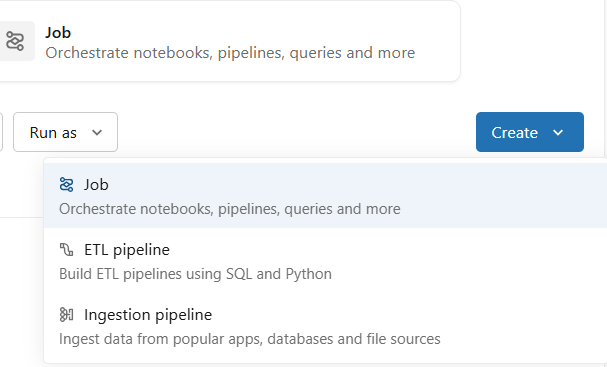 Job
Orchestrate notebooks, pipelines, queries and more
Run as
Create
Job
Orchestrate notebooks, pipelines, queries and more
ETL pipeline
Build ETL pipelines using SQL and Python
Ingestion pipeline
Ingest data from popular apps, databases and file sources